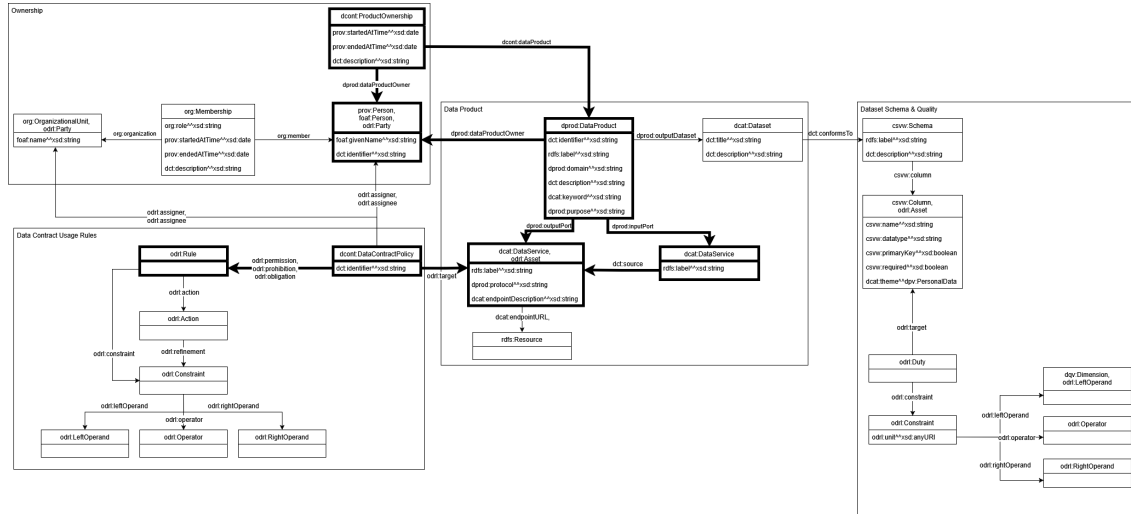 Ownership
dcont:ProductOwnership
prov:startedAtTime^^xsd:date
prov:endedAtTime^^xsd:date
dct:description^^xsd:string
dcont:dataProduct
dprod:dataProductOwner
org:OrganizationalUnit,
odrl:Party
foaf:name^^xsd:string
org:organization
org:Membership
org:role^^xsd:string
prov:startedAtTime^^xsd:date
prov:endedAtTime^^xsd:date
dct:description^^xsd:string
org:member
prov:Person,
foaf:Person,
odrl:Party
foaf:givenName^^xsd:string
dct:identifier^^xsd:string
odrl:assigner,
odrl:assignee
odrl:assigner,
odrl:assignee
Data Product
dprod:dataProductOwner
dprod:DataProduct
dct:identifier^^xsd:string
rdfs:label^^xsd:string
dprod:domain^^xsd:string
dct:description^^xsd:string
dcat:keyword^^xsd:string
dprod:purpose^^xsd:string
dprod:outputDataset
dcat:Dataset
dct:title^^xsd:string
dct:description^^xsd:string
dct:conformsTo
dprod:outputPort
dprod:inputPort
dcat:DataService,
odrl:Asset
rdfs:label^^xsd:string
dprod:protocol^^xsd:string
dcat:endpointDescription^^xsd:string
dct:source
dcat:DataService
rdfs:label^^xsd:string
dcat:endpointURL,
rdfs:Resource
Data Contract Usage Rules
odrl:Rule
odrl:permission,
odrl:prohibition,
odrl:obligation
dcont:DataContractPolicy
dct:identifier^^xsd:string
odrl:target
odrl:action
odrl:Action
odrl:constraint
odrl:refinement
odrl:Constraint
odrl:leftOperand
odrl:operator
odrl:rightOperand
odrl:LeftOperand
odrl:Operator
odrl:RightOperand
Dataset Schema & Quality
csvw:Schema
rdfs:label^^xsd:string
dct:description^^xsd:string
csvw:column
csvw:Column,
odrl:Asset
csvw:name^^xsd:string
csvw:datatype^^xsd:string
csvw:primaryKey^^xsd:boolean
csvw:required^^xsd:boolean
dcat:theme^^dpv:PersonalData
odrl:target
odrl:Duty
odrl:constraint
odrl:Constraint
odrl:unit^^xsd:anyURI
odrl:leftOperand
odrl:operator
odrl:rightOperand
dqv:Dimension,
odrl:LeftOperand
odrl:Operator
odrl:RightOperand